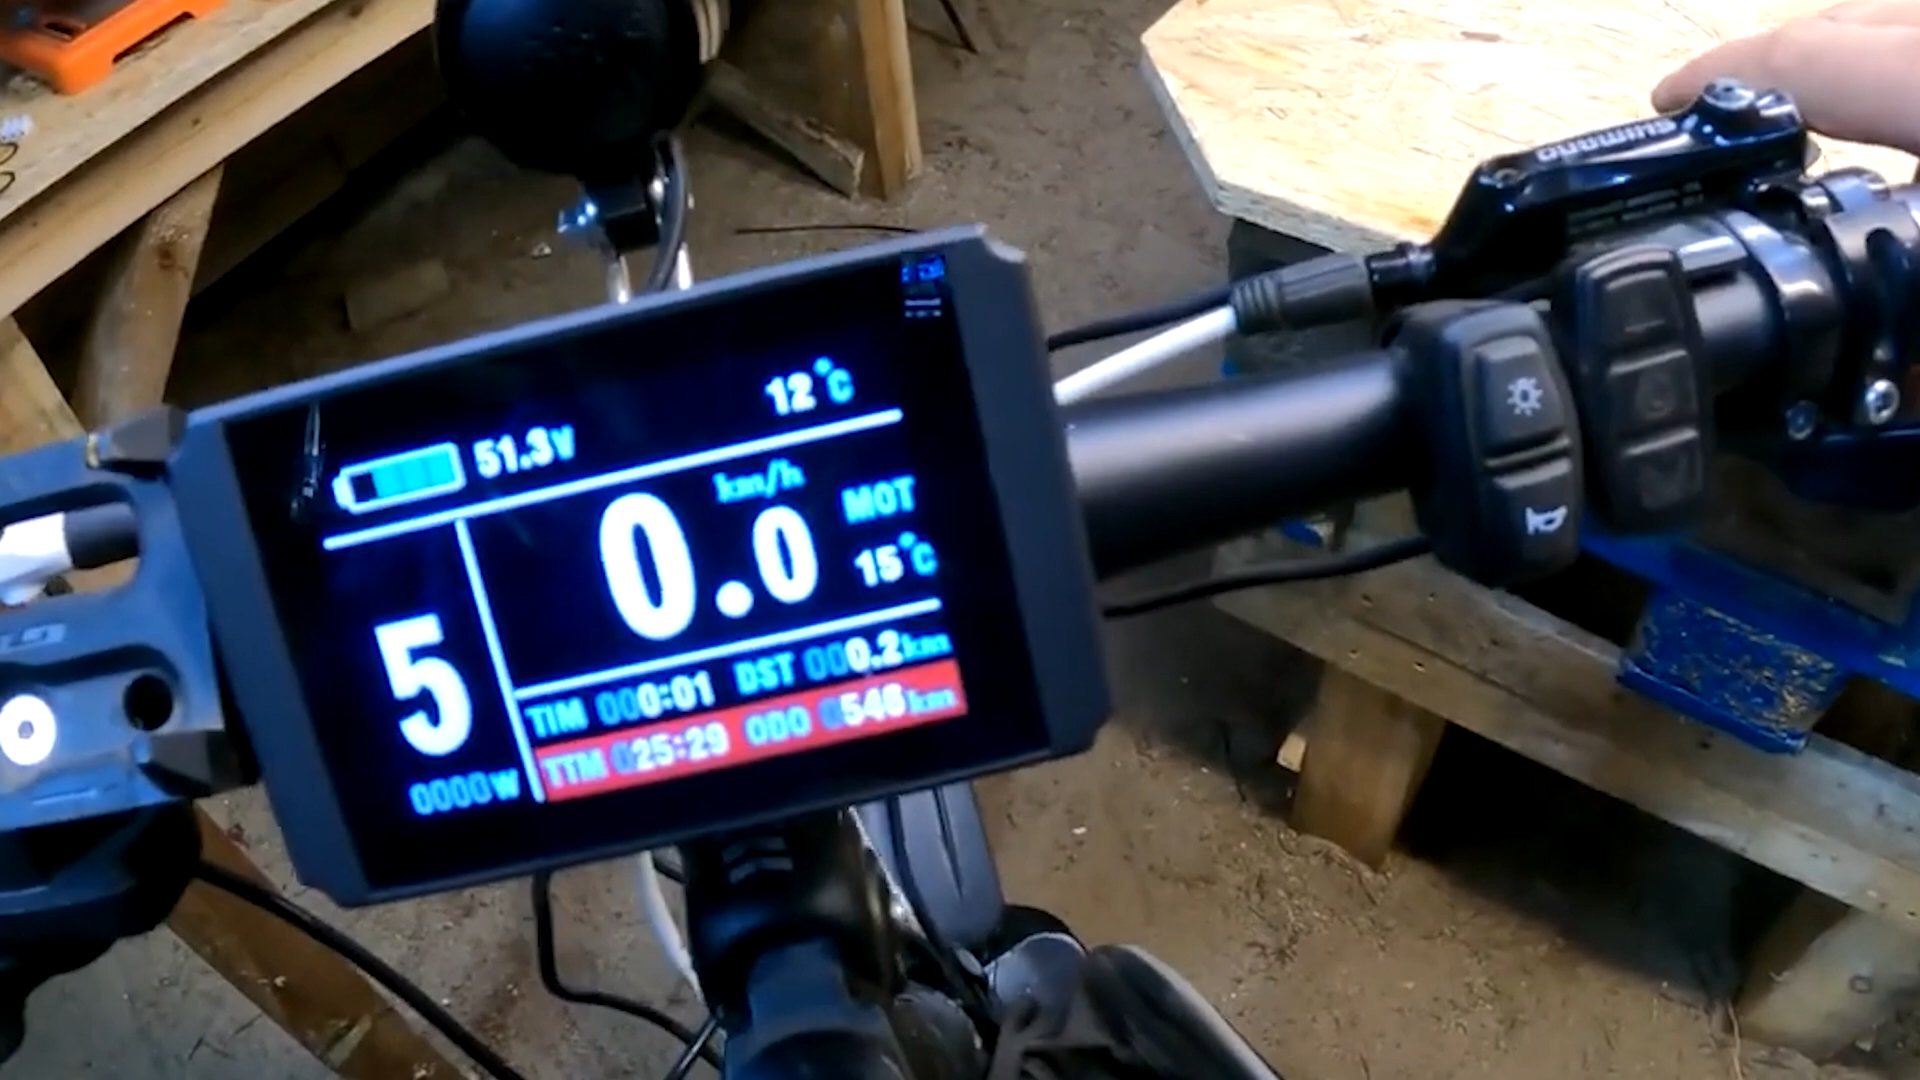 12°C
51.3V
km/h
0.0
MOT
15°C
5
TIM 000:01 DST 000.2km
TTM 025:29 ODO 0546km
0000W
SHIMANO